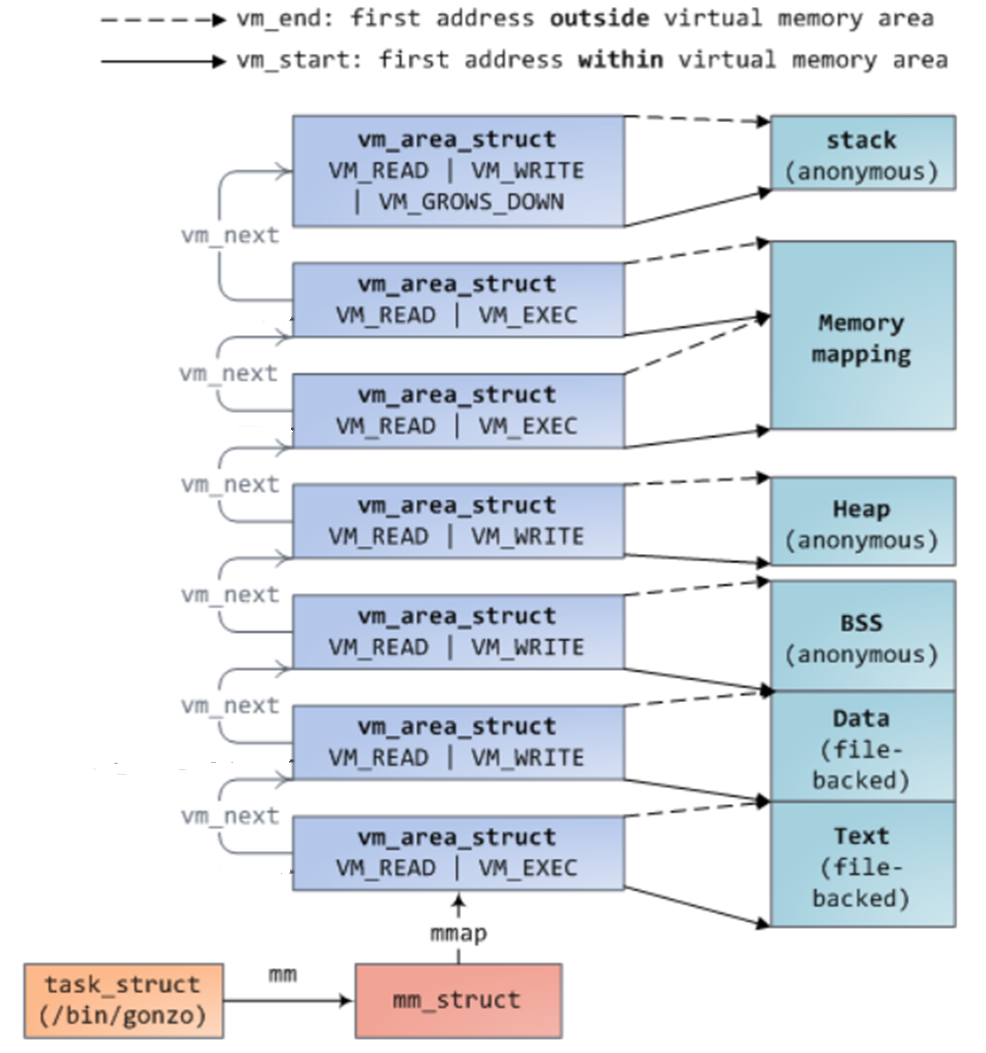 vm_end: first address outside virtual memory area
vm_start: first address within virtual memory area
vm_area_struct
VM_READ | VM_WRITE
| VM_GROWS_DOWN
stack
(anonymous)
vm_next
vm_area_struct
VM_READ | VM_EXEC
Memory
mapping
vm_next
vm_area_struct
VM_READ | VM_EXEC
vm_next
vm_area_struct
VM_READ | VM_WRITE
Heap
(anonymous)
vm_next
vm_area_struct
VM_READ | VM_WRITE
BSS
(anonymous)
vm_next
vm_area_struct
VM_READ | VM_WRITE
Data
(file-
backed)
vm_next
vm_area_struct
VM_READ | VM_EXEC
Text
(file-
backed)
mmap
task_struct
(/bin/gonzo)
mm
mm_struct